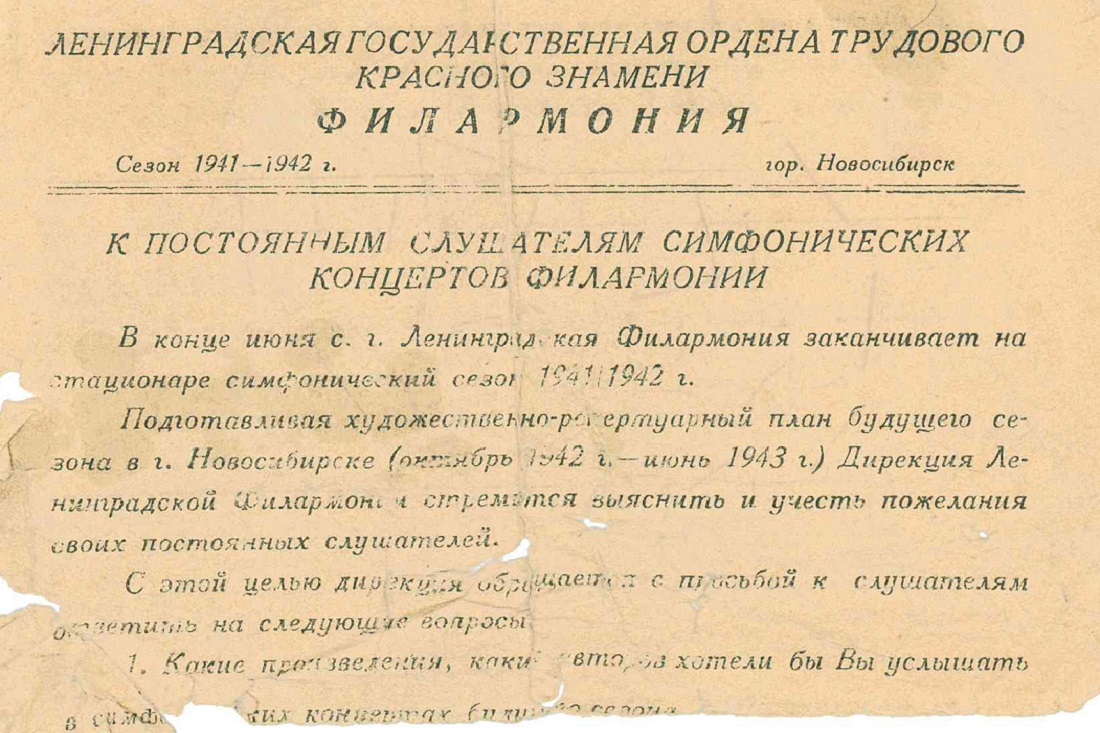 ЛЕНИНГРАДСКАЯ ГОСУДАРСТВЕННАЯ ОРДЕНА ТРУДОВОГО
КРАСНОГО ЗНАМЕНИ
ФИЛАРМОНИЯ
Сезон 1941—1942 г. гор. Новосибирск
К ПОСТОЯННЫМ СЛУШАТЕЛЯМ СИМФОНИЧЕСКИХ
КОНЦЕРТОВ ФИЛАРМОНИИ
В конце июня с. г. Ленинградская Филармония заканчивает на
стационаре симфонический сезон 1941/1942 г.
Подготавливая художественно-репертуарный план будущего се-
зона в г. Новосибирске (октябрь 1942 г.—июнь 1943 г.) Дирекция Ле-
нинградской Филармонии стремится выяснить и учесть пожелания
своих постоянных слушателей.
С этой целью дирекция обращается с просьбой к слушателям
ответить на следующие вопросы
1. Какие произведения, каких авторов хотели бы Вы услышать
в концертах будущего сезона